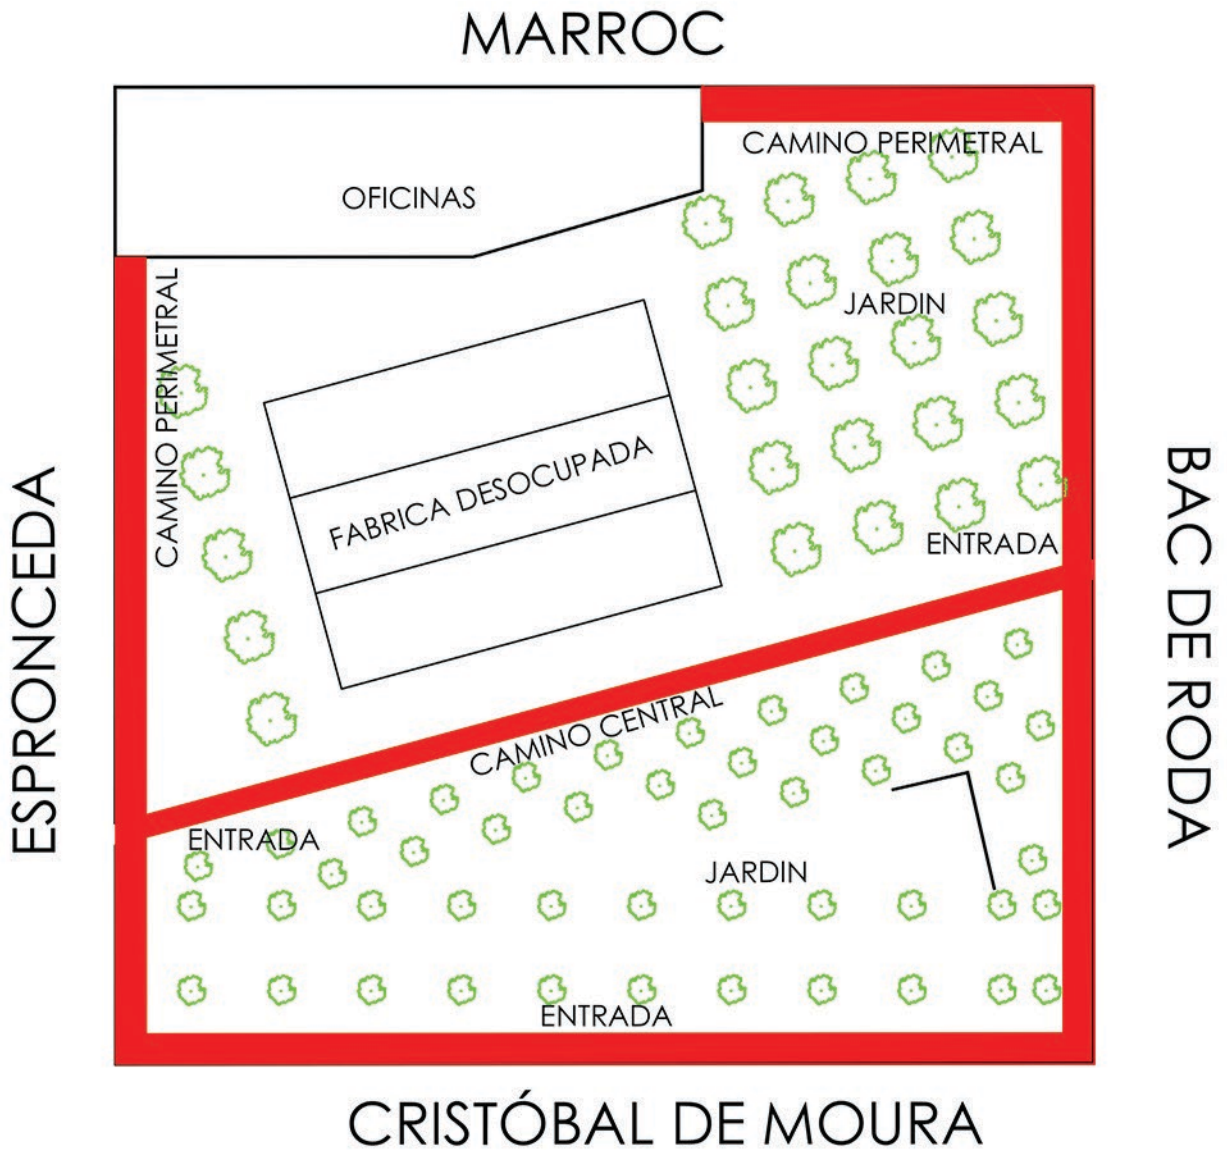 MARROC
CAMINO PERIMETRAL
OFICINAS
CAMINO PERIMETRAL
JARDIN
FABRICA DESOCUPADA
ENTRADA
ESPRONCEDA
BAC DE RODA
CAMINO CENTRAL
ENTRADA
JARDIN
ENTRADA
CRISTÓBAL DE MOURA